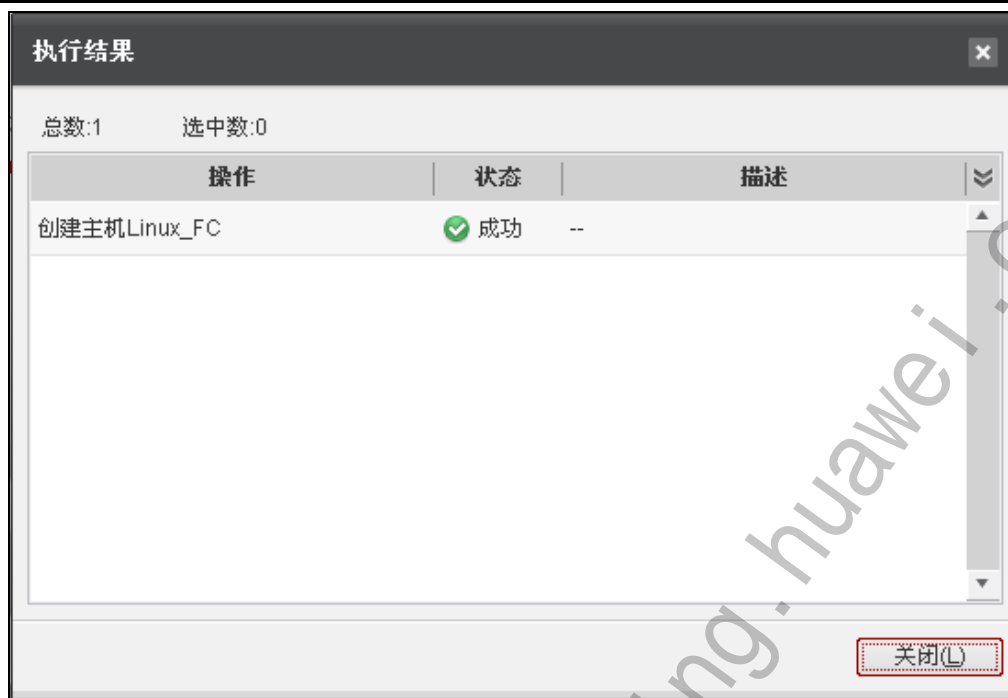 执行结果
总数:1 选中数:0
操作 状态 描述
创建主机Linux_FC 成功 --
关闭(L)
ng.huawei.